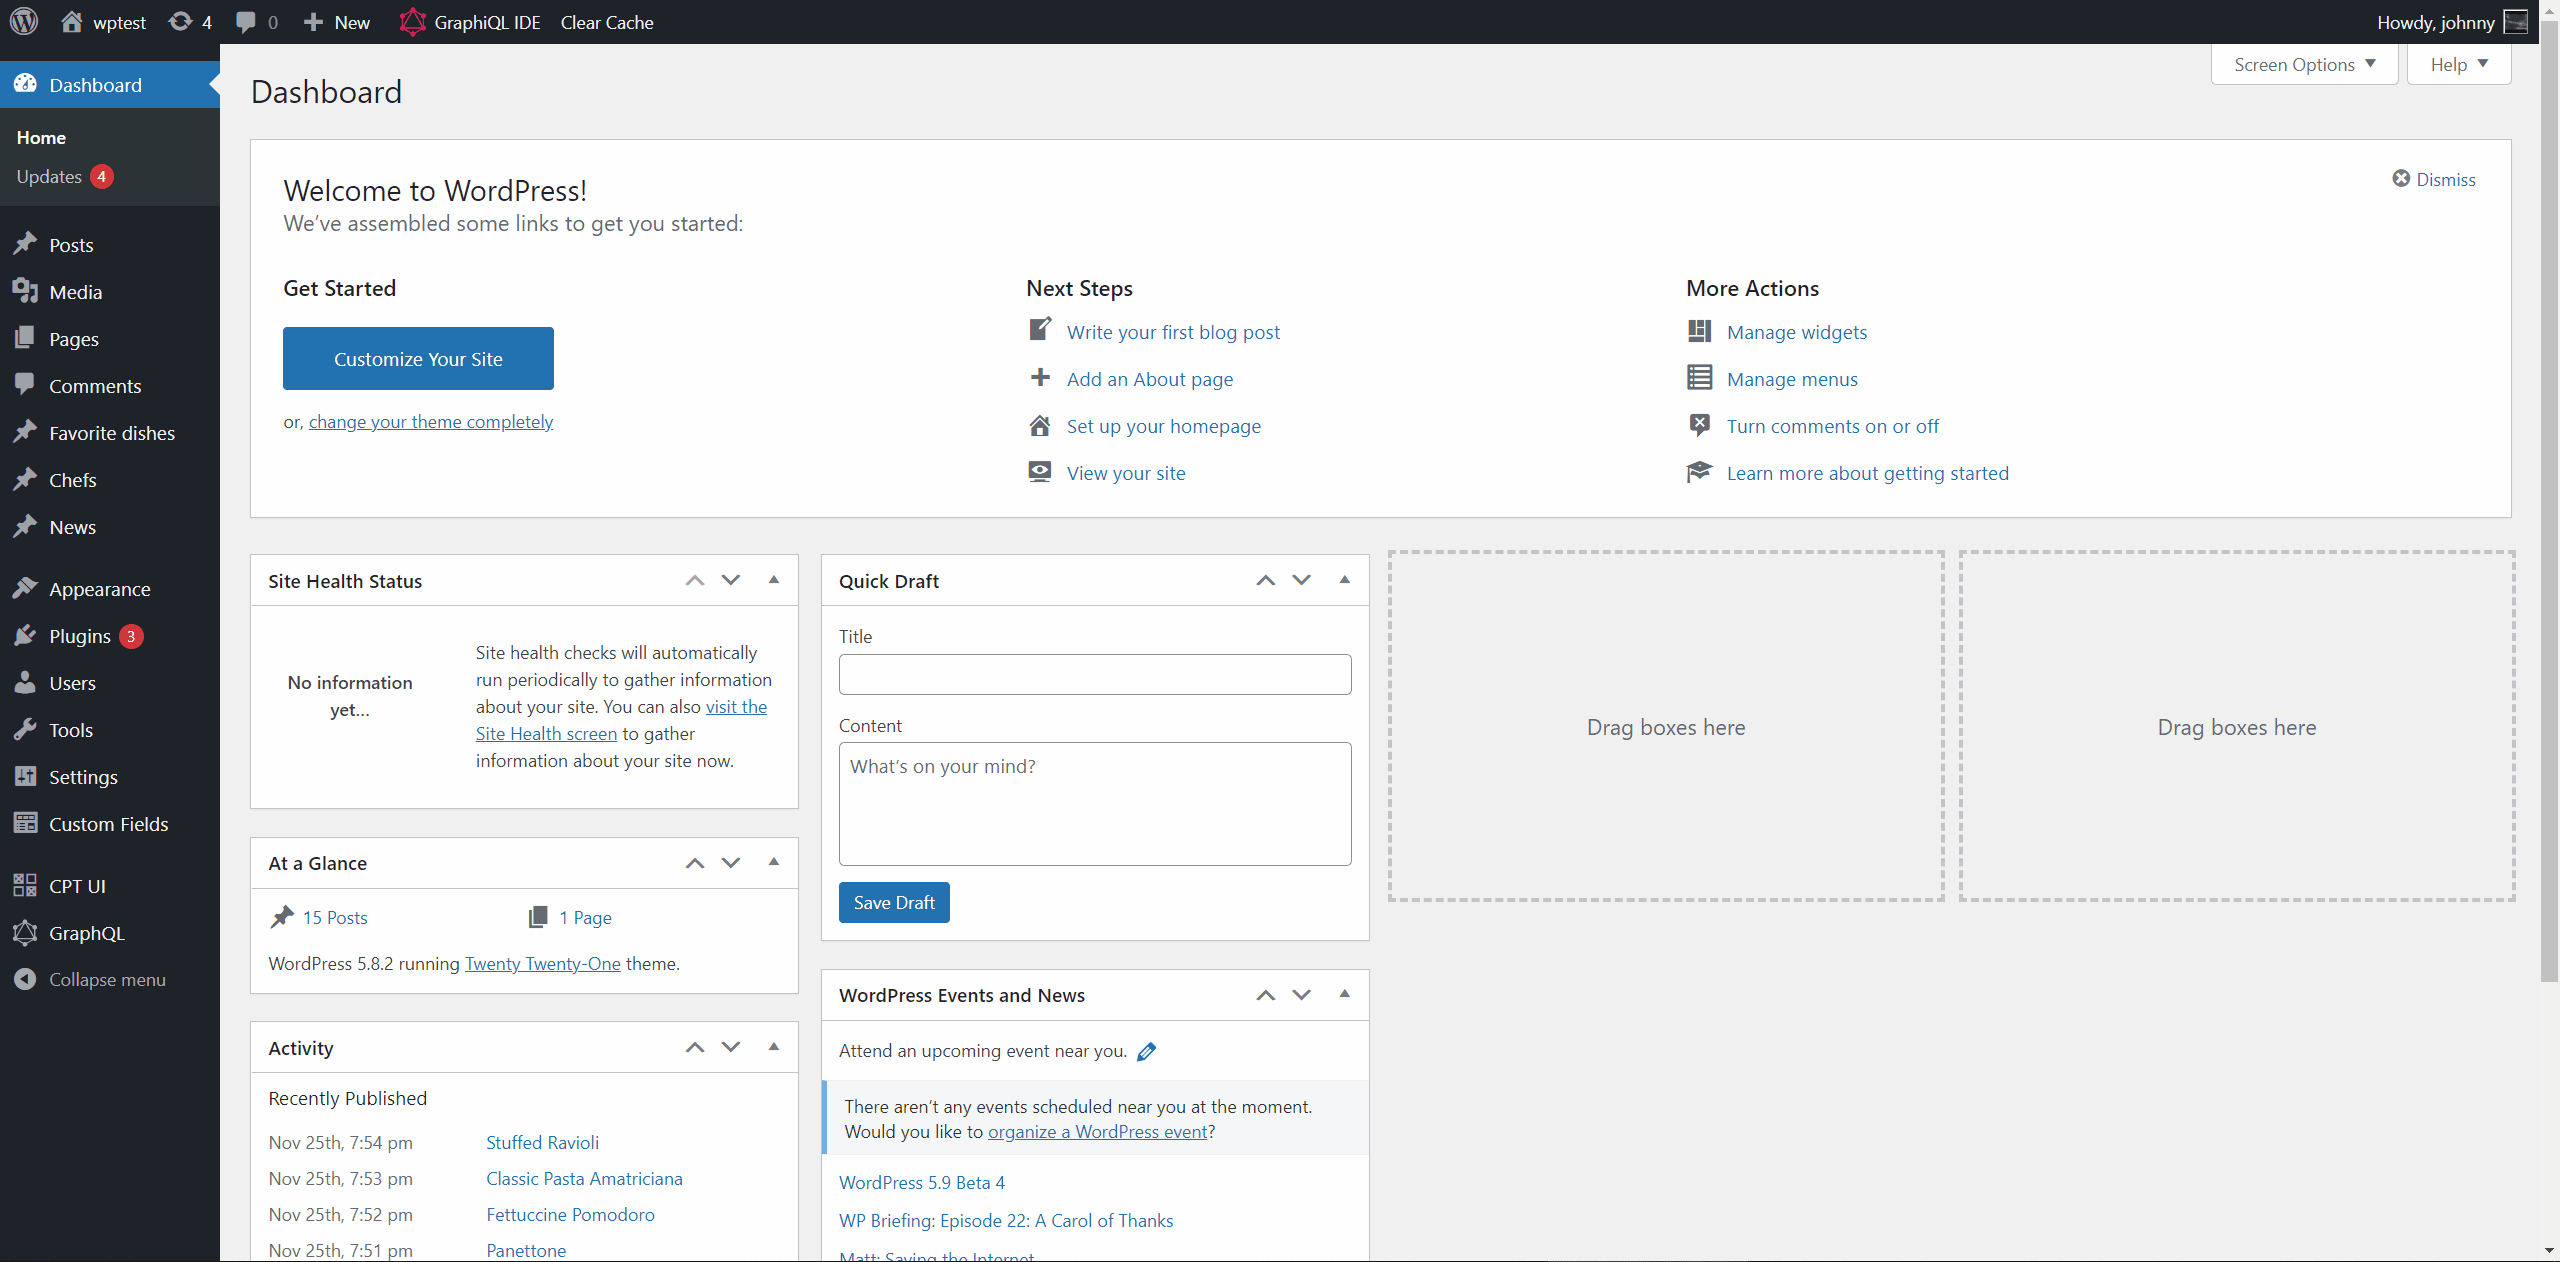 wptest
4
0
New
GraphiQL IDE
Clear Cache
Howdy, johnny
Dashboard
Home
Updates 4
Posts
Media
Pages
Comments
Favorite dishes
Chefs
News
Appearance
Plugins 3
Users
Tools
Settings
Custom Fields
CPT UI
GraphQL
Collapse menu
Screen Options
Help
Dashboard
Welcome to WordPress!
We’ve assembled some links to get you started:
Dismiss
Get Started
Customize Your Site
or, change your theme completely
Next Steps
Write your first blog post
Add an About page
Set up your homepage
View your site
More Actions
Manage widgets
Manage menus
Turn comments on or off
Learn more about getting started
Site Health Status
No information
yet…
Site health checks will automatically
run periodically to gather information
about your site. You can also visit the
Site Health screen to gather
information about your site now.
At a Glance
15 Posts
1 Page
WordPress 5.8.2 running Twenty Twenty-One theme.
Activity
Recently Published
Nov 25th, 7:54 pm Stuffed Ravioli
Nov 25th, 7:53 pm Classic Pasta Amatriciana
Nov 25th, 7:52 pm Fettuccine Pomodoro
Nov 25th, 7:51 pm Panettone
Quick Draft
Title
Content
What’s on your mind?
Save Draft
WordPress Events and News
Attend an upcoming event near you.
There aren’t any events scheduled near you at the moment.
Would you like to organize a WordPress event?
WordPress 5.9 Beta 4
WP Briefing: Episode 22: A Carol of Thanks
Matt: Saving the Internet
Drag boxes here
Drag boxes here